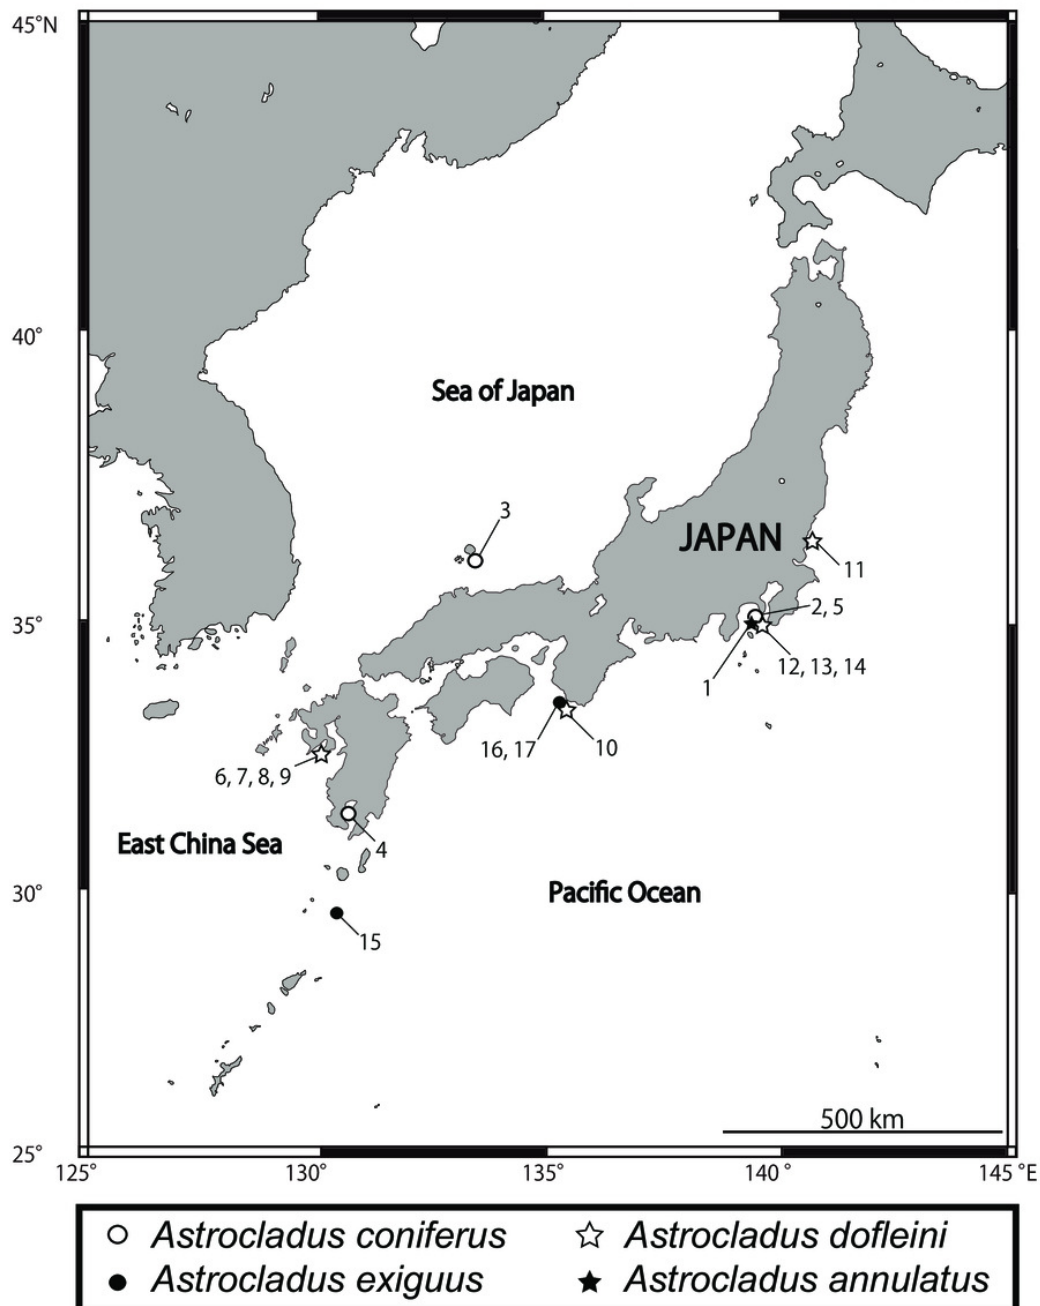 45°N
40°
Sea of Japan
3
JAPAN
11
2, 5
35°
12, 13, 14
1
16, 17
10
6, 7, 8, 9
East China Sea
4
30°
Pacific Ocean
15
500 km
25°
125°
130°
135°
140°
145°E
Astrocladus coniferus
Astrocladus dofleini
Astrocladus exiguus
Astrocladus annulatus